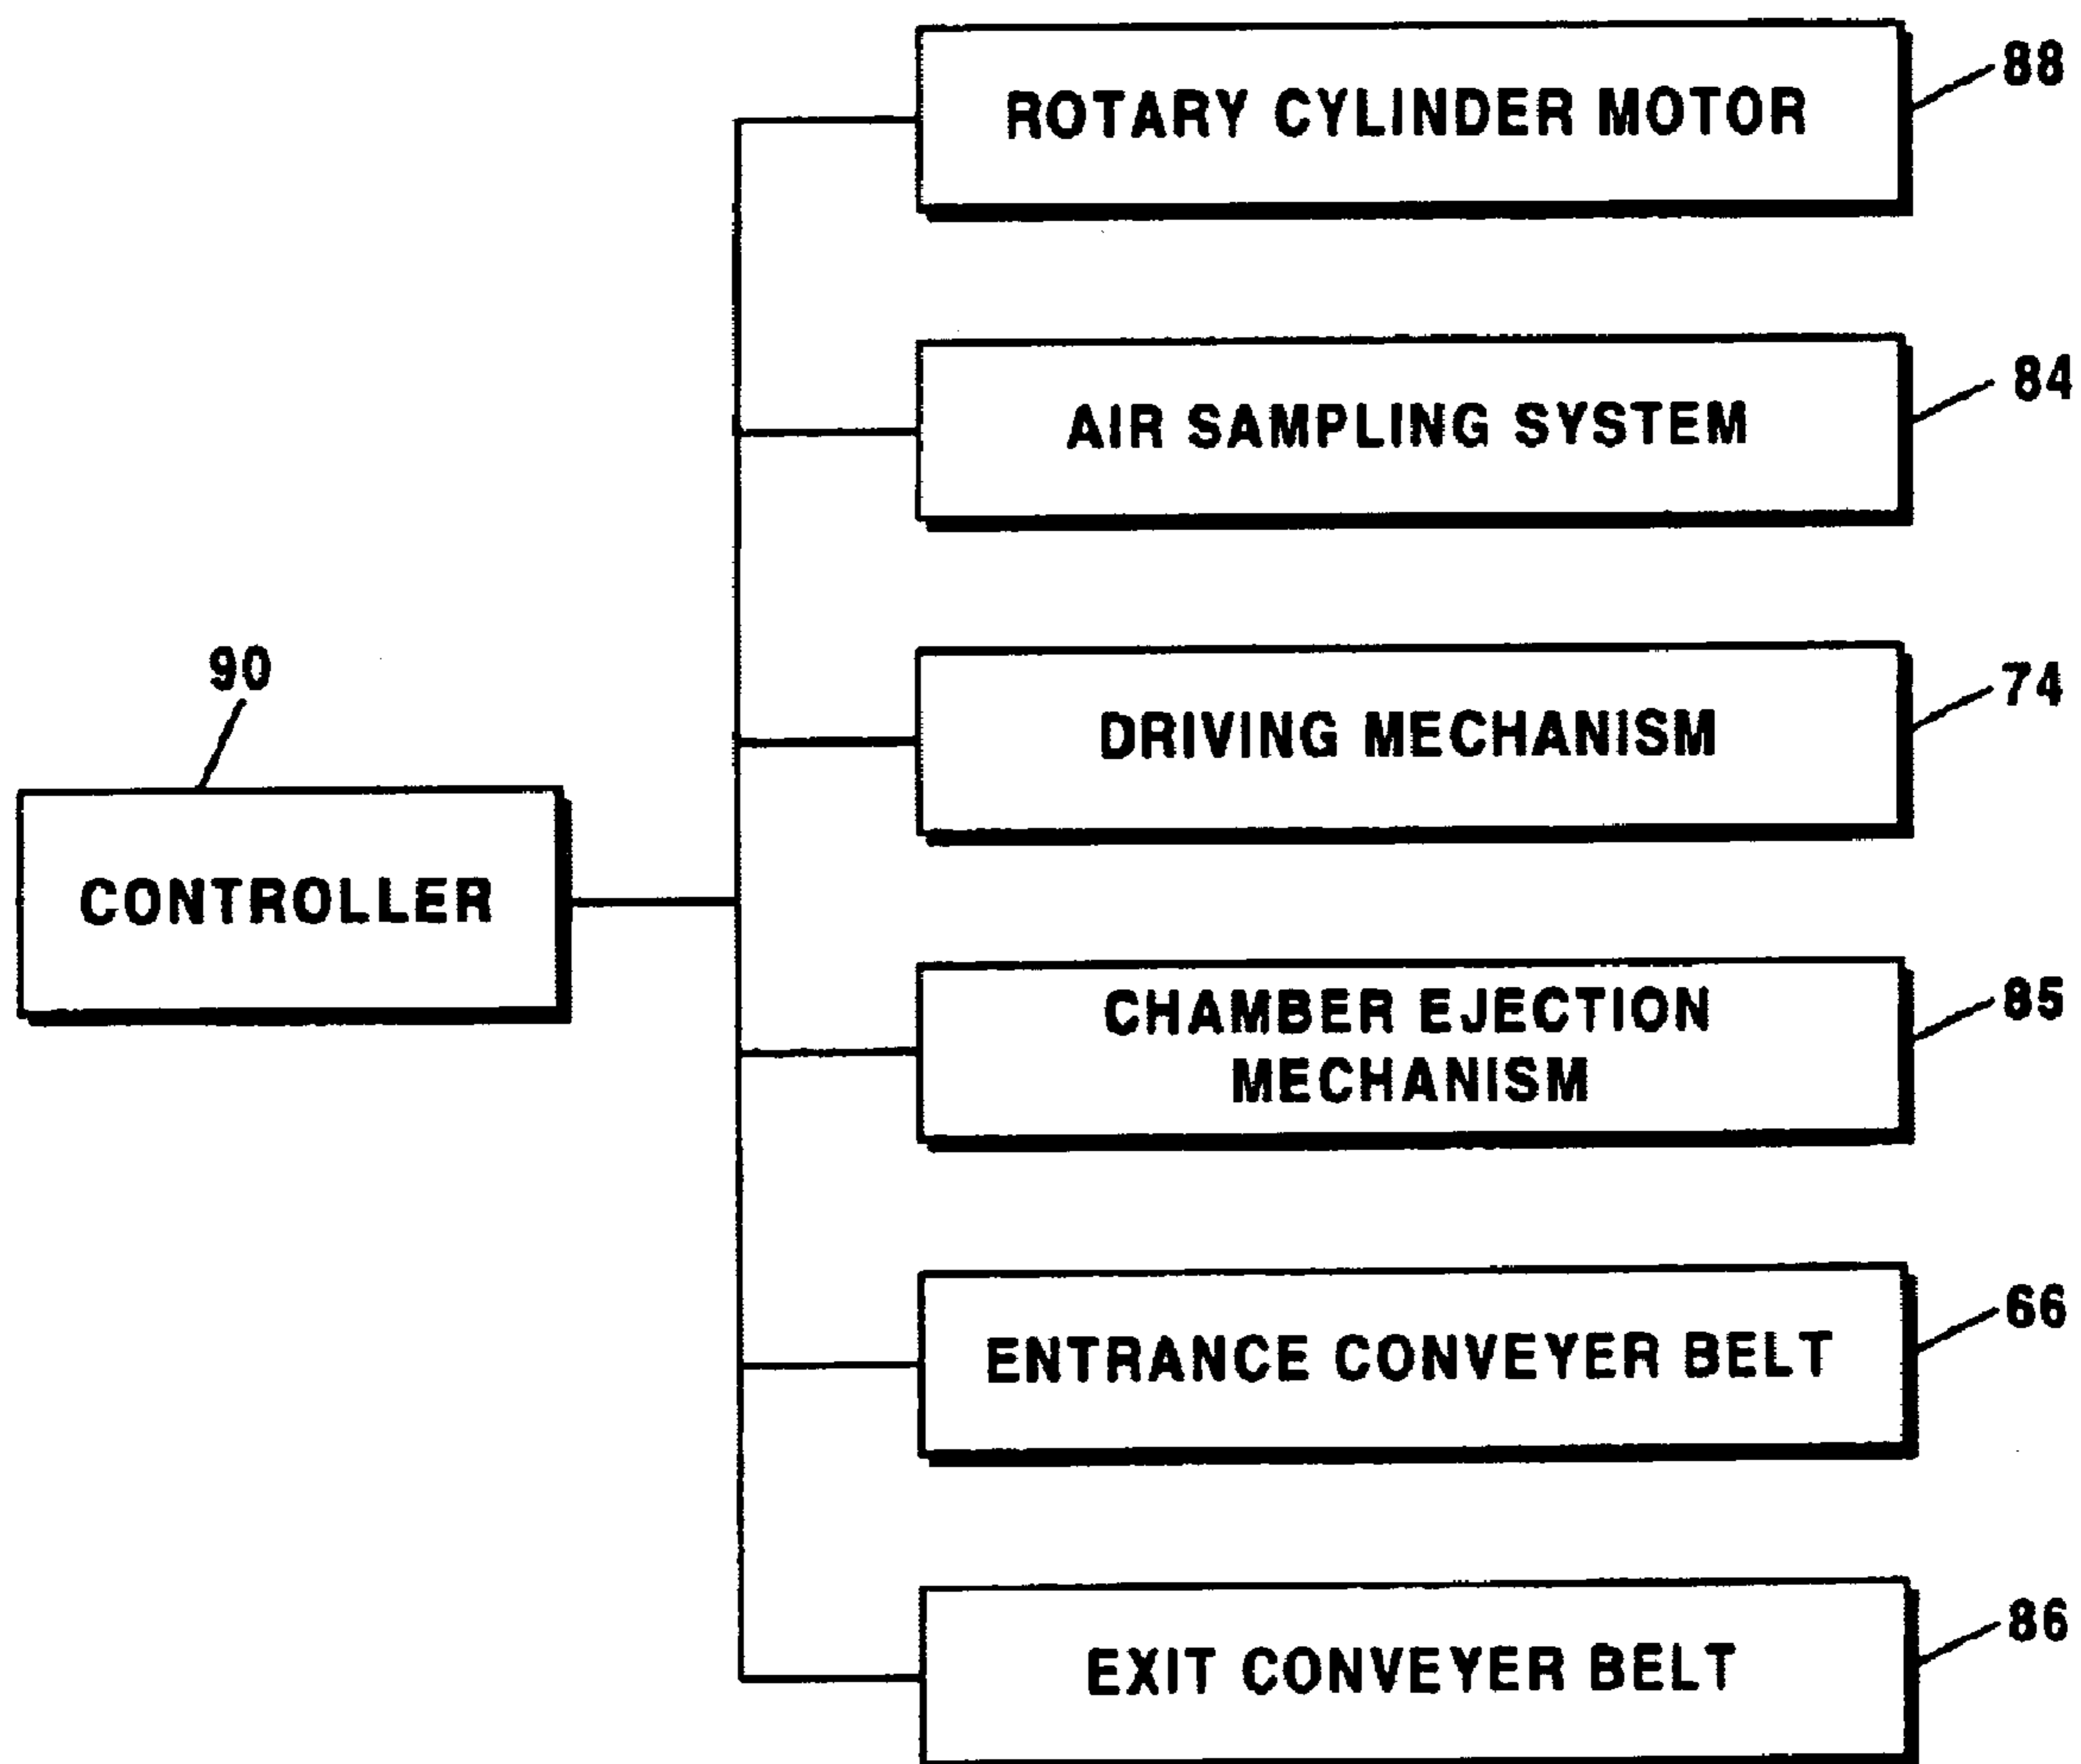 ROTARY CYLINDER MOTOR
88
AIR SAMPLING SYSTEM
84
DRIVING MECHANISM
74
90
CONTROLLER
CHAMBER EJECTION
MECHANISM
85
ENTRANCE CONVEYER BELT
66
EXIT CONVEYER BELT
86